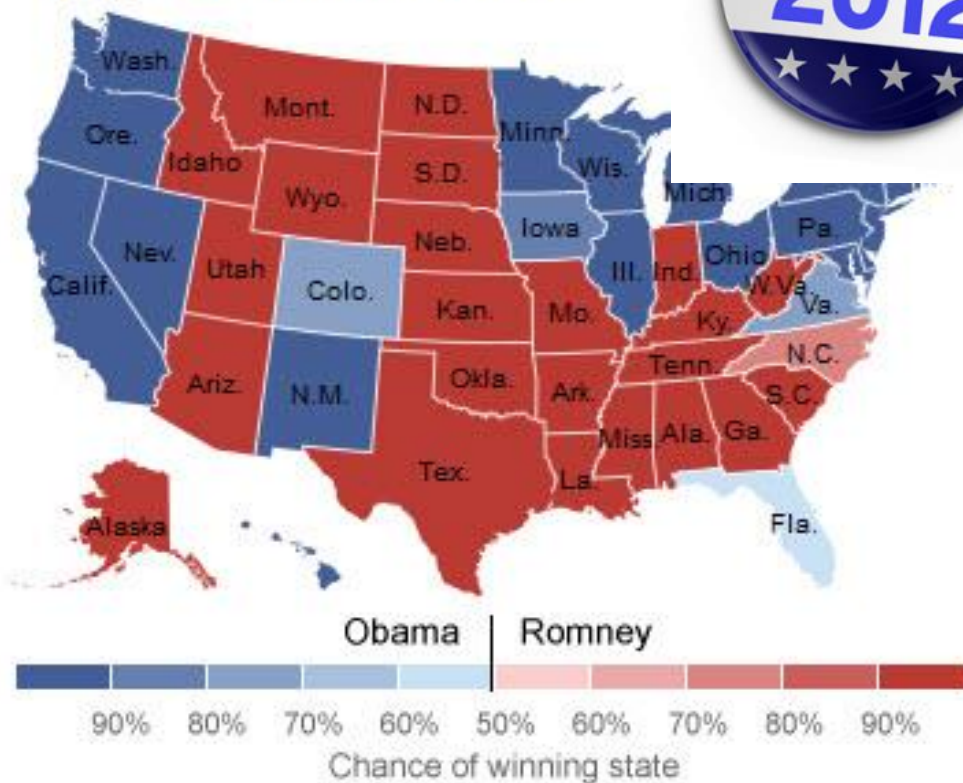 2012
Wash.
Mont.
N.D.
Minn.
Ore.
Idaho
Wis.
S.D.
Wyo.
Mich
Iowa
Pa.
Neb.
Nev.
Ohio
Utah
Ill.
Ind.
Calif.
Colo.
W.Va.
Va.
Kan.
Mo.
Ky.
N.C.
Tenn.
Okla.
Ariz.
N.M.
Ark.
S.C.
Miss
Ala.
Ga.
Tex.
La.
Alaska
Fla.
Obama Romney
90% 80% 70% 60% 50% 60% 70% 80% 90%
Chance of winning state